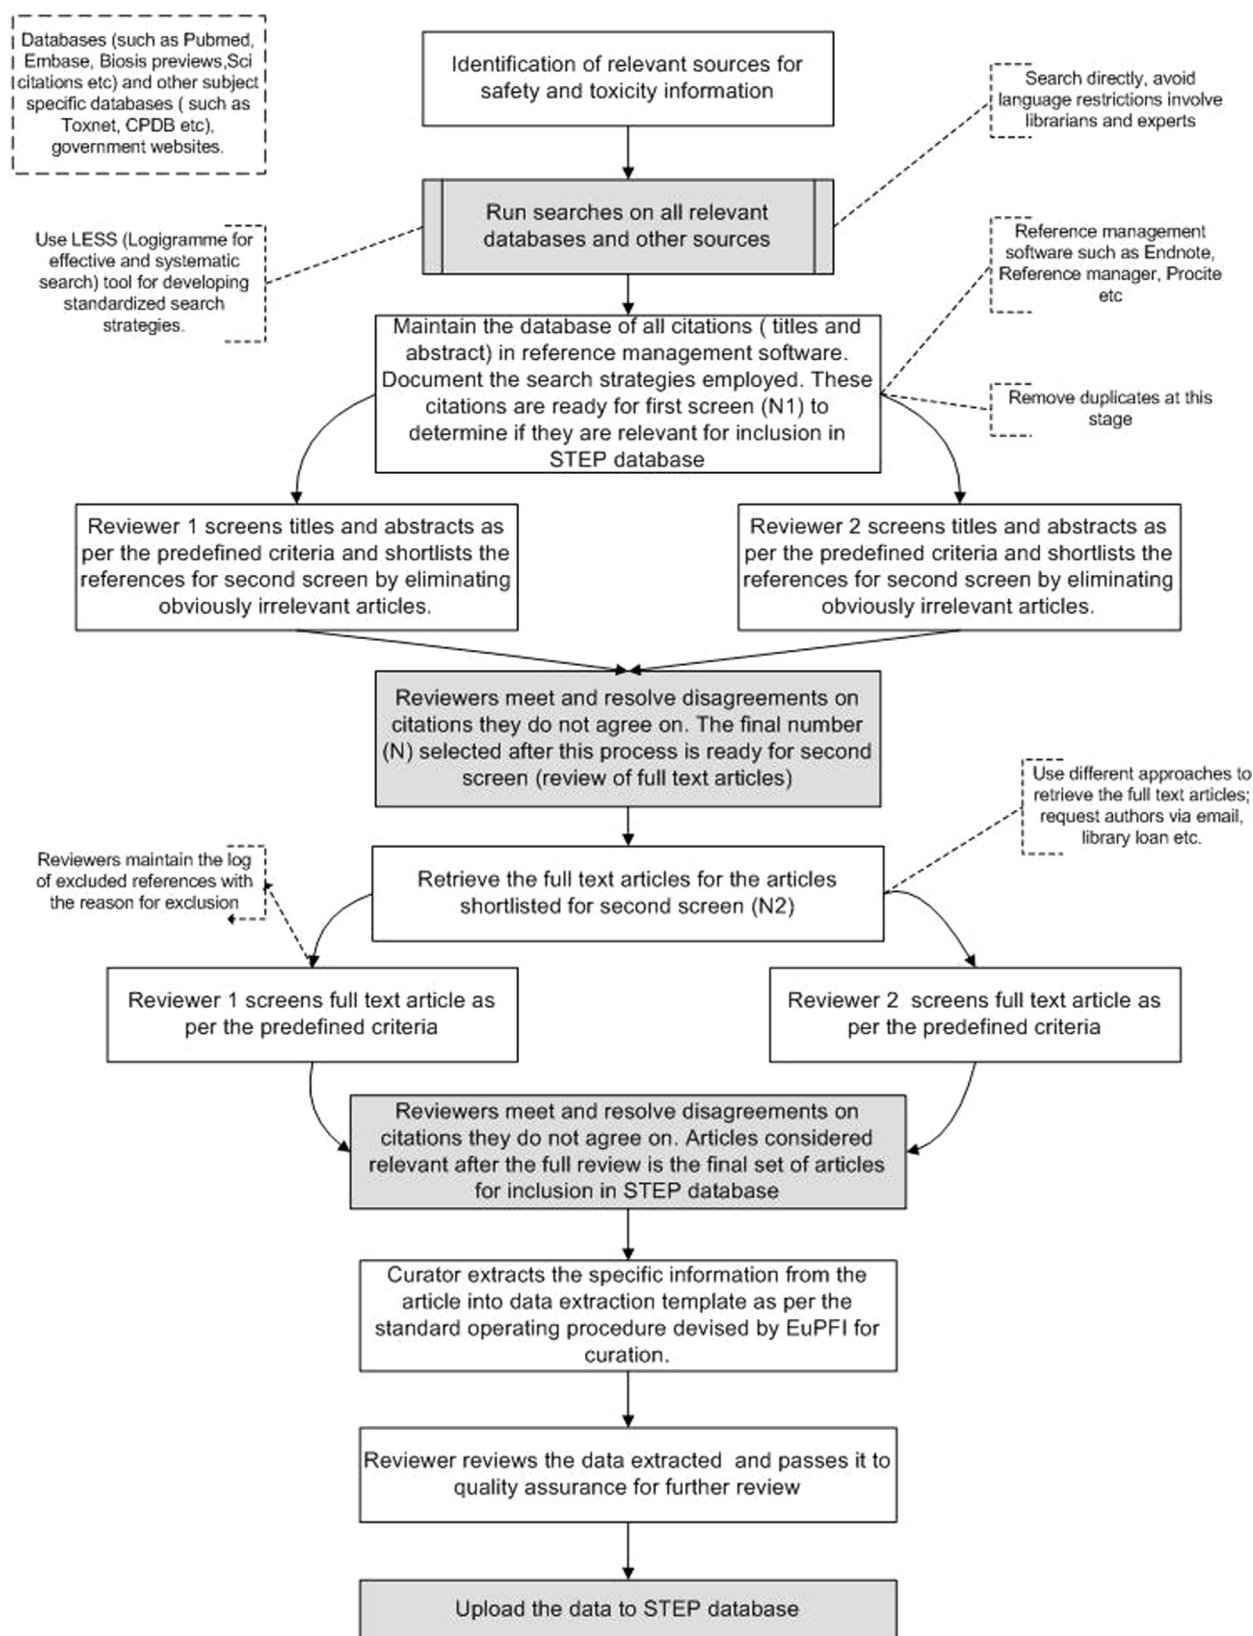 Databases (such as Pubmed,
Embase, Biosis previews,Sci
citations etc) and other subject
specific databases ( such as
Toxnet, CPDB etc),
government websites.
Identification of relevant sources for
safety and toxicity information
Search directly, avoid
language restrictions involve
librarians and experts
Run searches on all relevant
databases and other sources
Use LESS (Logigramme for
effective and systematic
search) tool for developing
standardized search
strategies.
Reference management
software such as Endnote,
Reference manager, Procite
etc
Maintain the database of all citations ( titles and
abstract) in reference management software.
Document the search strategies employed. These
citations are ready for first screen (N1) to
determine if they are relevant for inclusion in
STEP database
Remove duplicates at this
stage
Reviewer 1 screens titles and abstracts as
per the predefined criteria and shortlists the
references for second screen by eliminating
obviously irrelevant articles.
Reviewer 2 screens titles and abstracts as
per the predefined criteria and shortlists the
references for second screen by eliminating
obviously irrelevant articles.
Reviewers meet and resolve disagreements on
citations they do not agree on. The final number
(N) selected after this process is ready for second
screen (review of full text articles)
Use different approaches to
retrieve the full text articles;
request authors via email,
library loan etc.
Reviewers maintain the log
of excluded references with
the reason for exclusion
Retrieve the full text articles for the articles
shortlisted for second screen (N2)
Reviewer 1 screens full text article as
per the predefined criteria
Reviewer 2 screens full text article as
per the predefined criteria
Reviewers meet and resolve disagreements on
citations they do not agree on. Articles considered
relevant after the full review is the final set of articles
for inclusion in STEP database
Curator extracts the specific information from the
article into data extraction template as per the
standard operating procedure devised by EuPFI for
curation.
Reviewer reviews the data extracted and passes it to
quality assurance for further review
Upload the data to STEP database